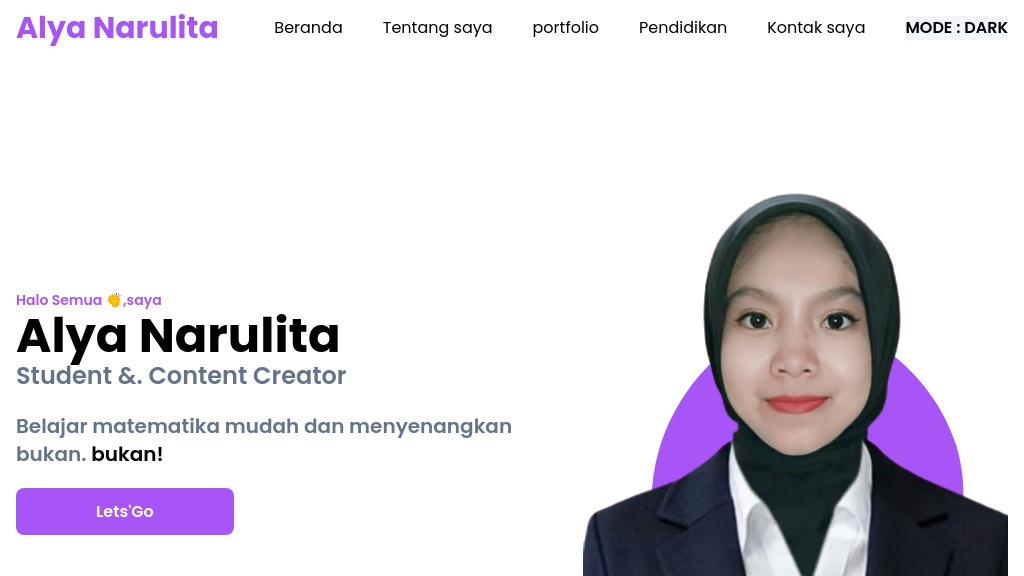 Alya Narulita
Beranda
Tentang saya
portfolio
Pendidikan
Kontak saya
MODE : DARK
Halo Semua 👏,saya
Alya Narulita
Student &. Content Creator
Belajar matematika mudah dan menyenangkan
bukan. bukan!
Lets'Go